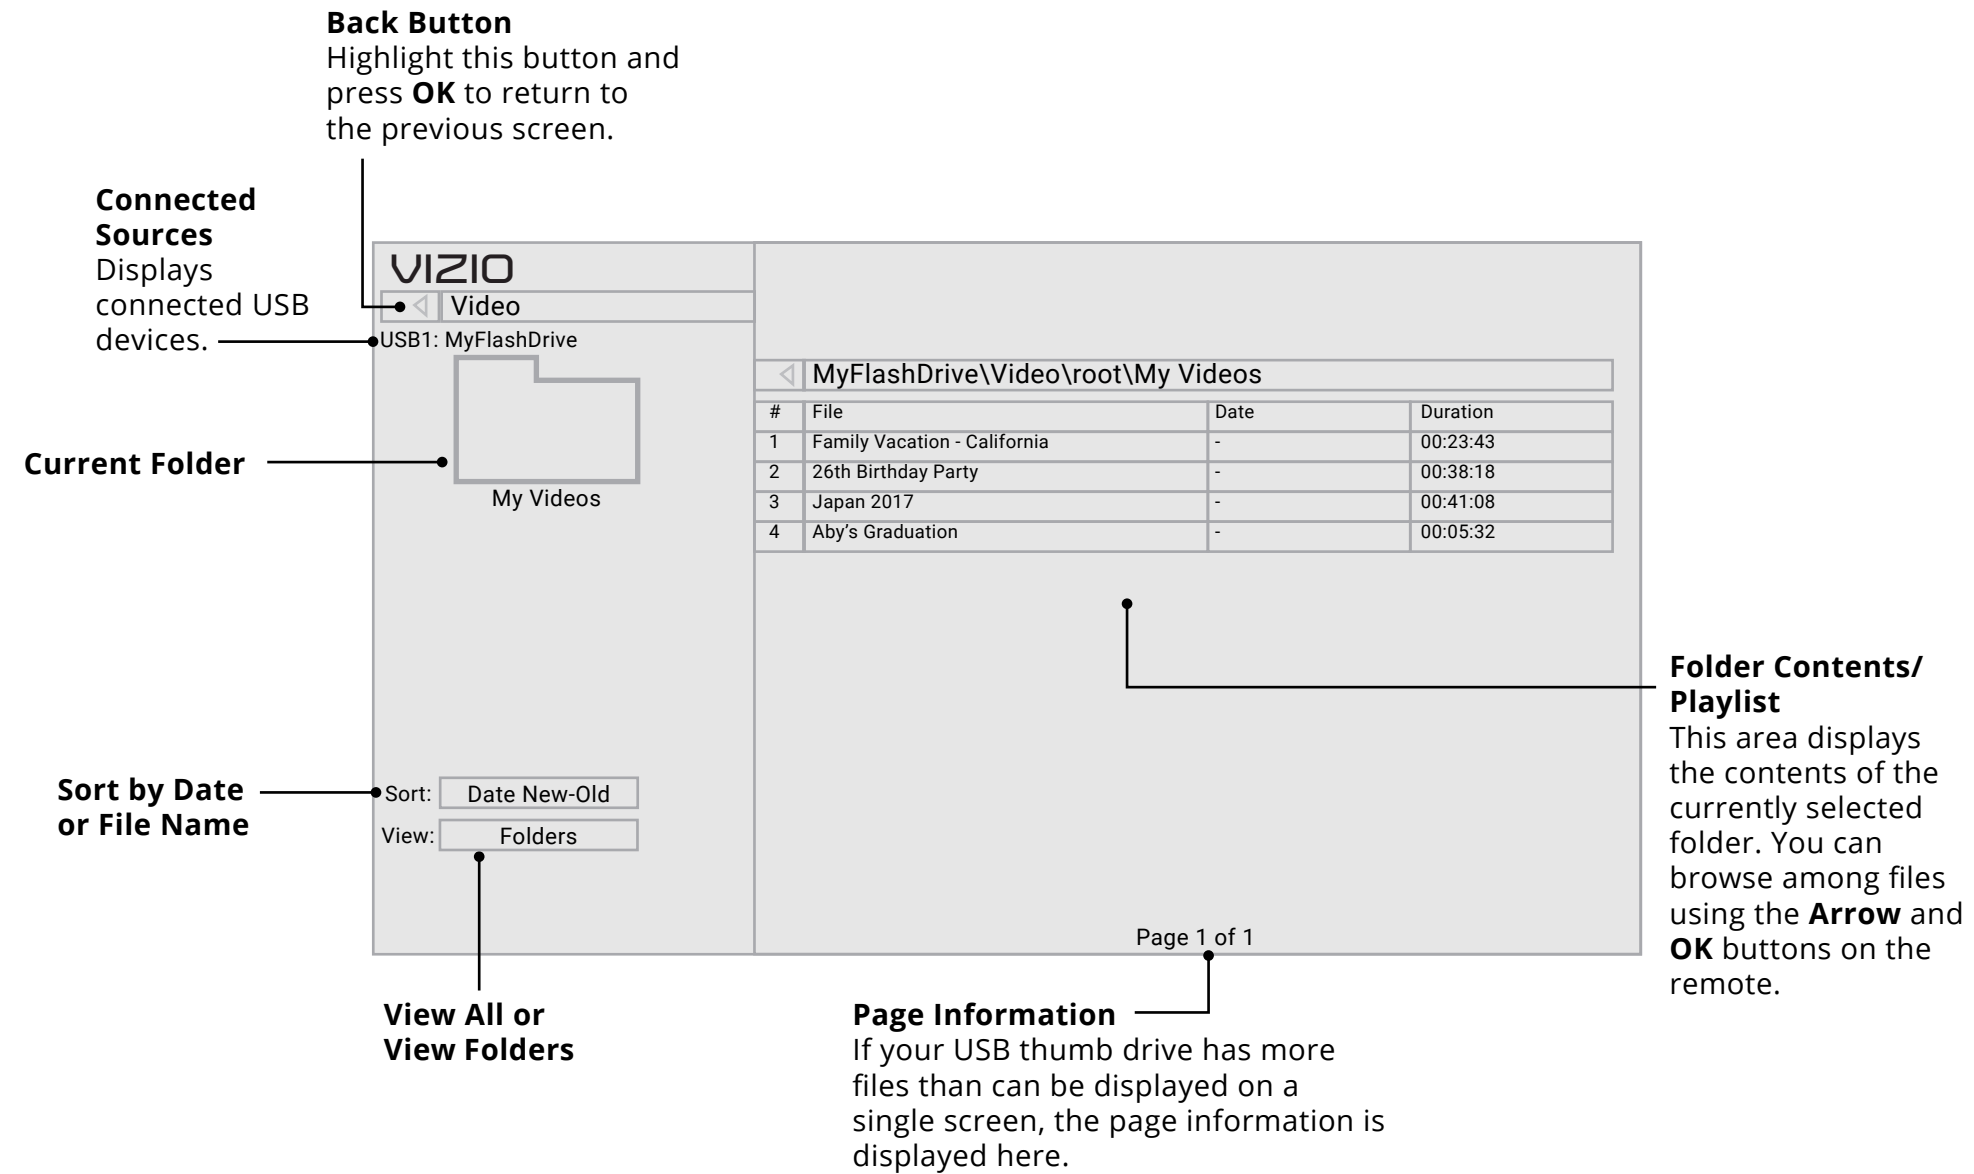 Back Button
Highlight this button and
press OK to return to
the previous screen.
Connected
Sources
Displays
connected USB
devices.
VIZIO
Video
USB1: MyFlashDrive
My Videos
Current Folder
MyFlashDrive\Video\root\My Videos
# File Date Duration
1 Family Vacation - California - 00:23:43
2 26th Birthday Party - 00:38:18
3 Japan 2017 - 00:41:08
4 Aby’s Graduation - 00:05:32
Folder Contents/
Playlist
This area displays
the contents of the
currently selected
folder. You can
browse among files
using the Arrow and
OK buttons on the
remote.
Sort by Date
or File Name
Sort: Date New-Old
View: Folders
Page 1 of 1
View All or
View Folders
Page Information
If your USB thumb drive has more
files than can be displayed on a
single screen, the page information is
displayed here.